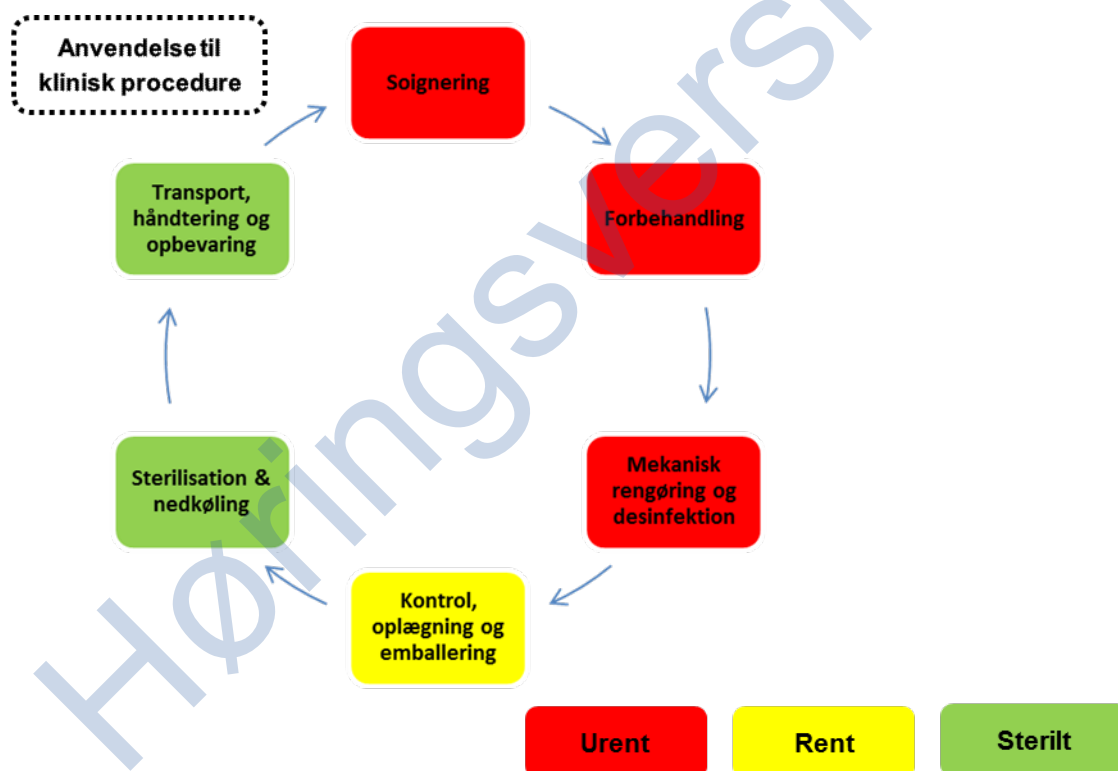 Anvendelse til
klinisk procedure
Soignering
Forbehandling
Mekanisk
rengøring og
desinfektion
Kontrol,
oplægning og
emballering
Sterilisation &
nedkøling
Transport,
håndtering og
opbevaring
Urent
Rent
Sterilt